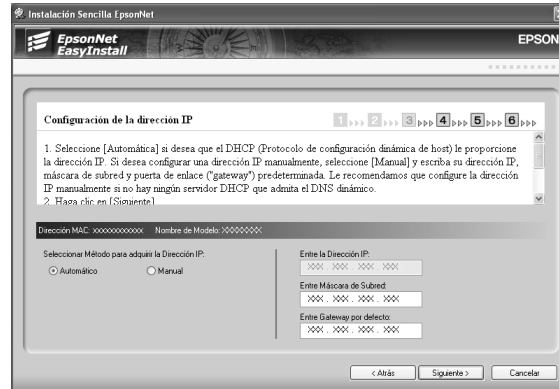 Instalación Sencilla EpsonNet
EpsonNet
EasyInstall
EPSON
Configuración de la dirección IP
1 2 3 4 5 6
1. Seleccione [Automática] si desea que el DHCP (Protocolo de configuración dinámica de host) le proporcione
la dirección IP. Si desea configurar una dirección IP manualmente, seleccione [Manual] y escriba su dirección IP,
máscara de subred y puerta de enlace ("gateway") predeterminada. Le recomendamos que configure la dirección
IP manualmente si no hay ningún servidor DHCP que admita el DNS dinámico.
2. Haga clic en [Siguiente]
Dirección MAC: xxxxxxxxxxxx Nombre de Modelo: XXXXXXXX
Seleccionar Método para adquirir la Dirección IP:
Automático Manual
Entre la Dirección IP:
XXX . XXX . XXX . XXX
Entre Máscara de Subred:
XXX . XXX . XXX . XXX
Entre Gateway por defecto:
XXX . XXX . XXX . XXX
< Atrás Siguiente > Cancelar